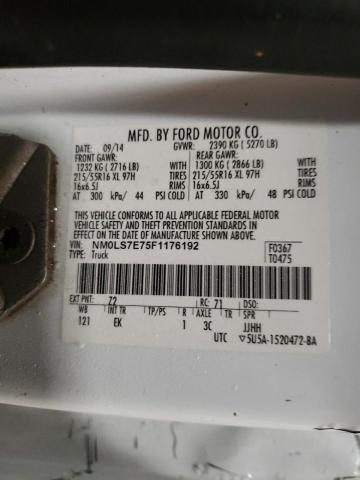 MFD. BY FORD MOTOR CO.
DATE: 09/14 GVWR: 2390 KG ( 5270 LB)
FRONT GAWR: REAR GAWR:
1232 KG ( 2716 LB) 1300 KG ( 2866 LB)
215/55R16 XL 97H TIRES 215/55R16 XL 97H TIRES
16x6.5J RIMS 16x6.5J RIMS
AT 300 kPa/ 44 PSI COLD AT 330 kPa/ 48 PSI COLD
THIS VEHICLE CONFORMS TO ALL APPLICABLE FEDERAL MOTOR
VEHICLE SAFETY AND THEFT PREVENTION STANDARDS IN
EFFECT ON THE DATE OF MANUFACTURE SHOWN ABOVE.
VIN: NM0LS7E75F1176192 F0367
TYPE: Truck T0475
EXT PNT: Z2 RC: 71 DSO:
WB INT TR TP/PS R AXLE TR SPR
121 EK 1 3C JJHH
UTC ▽5U5A-1520472-BA